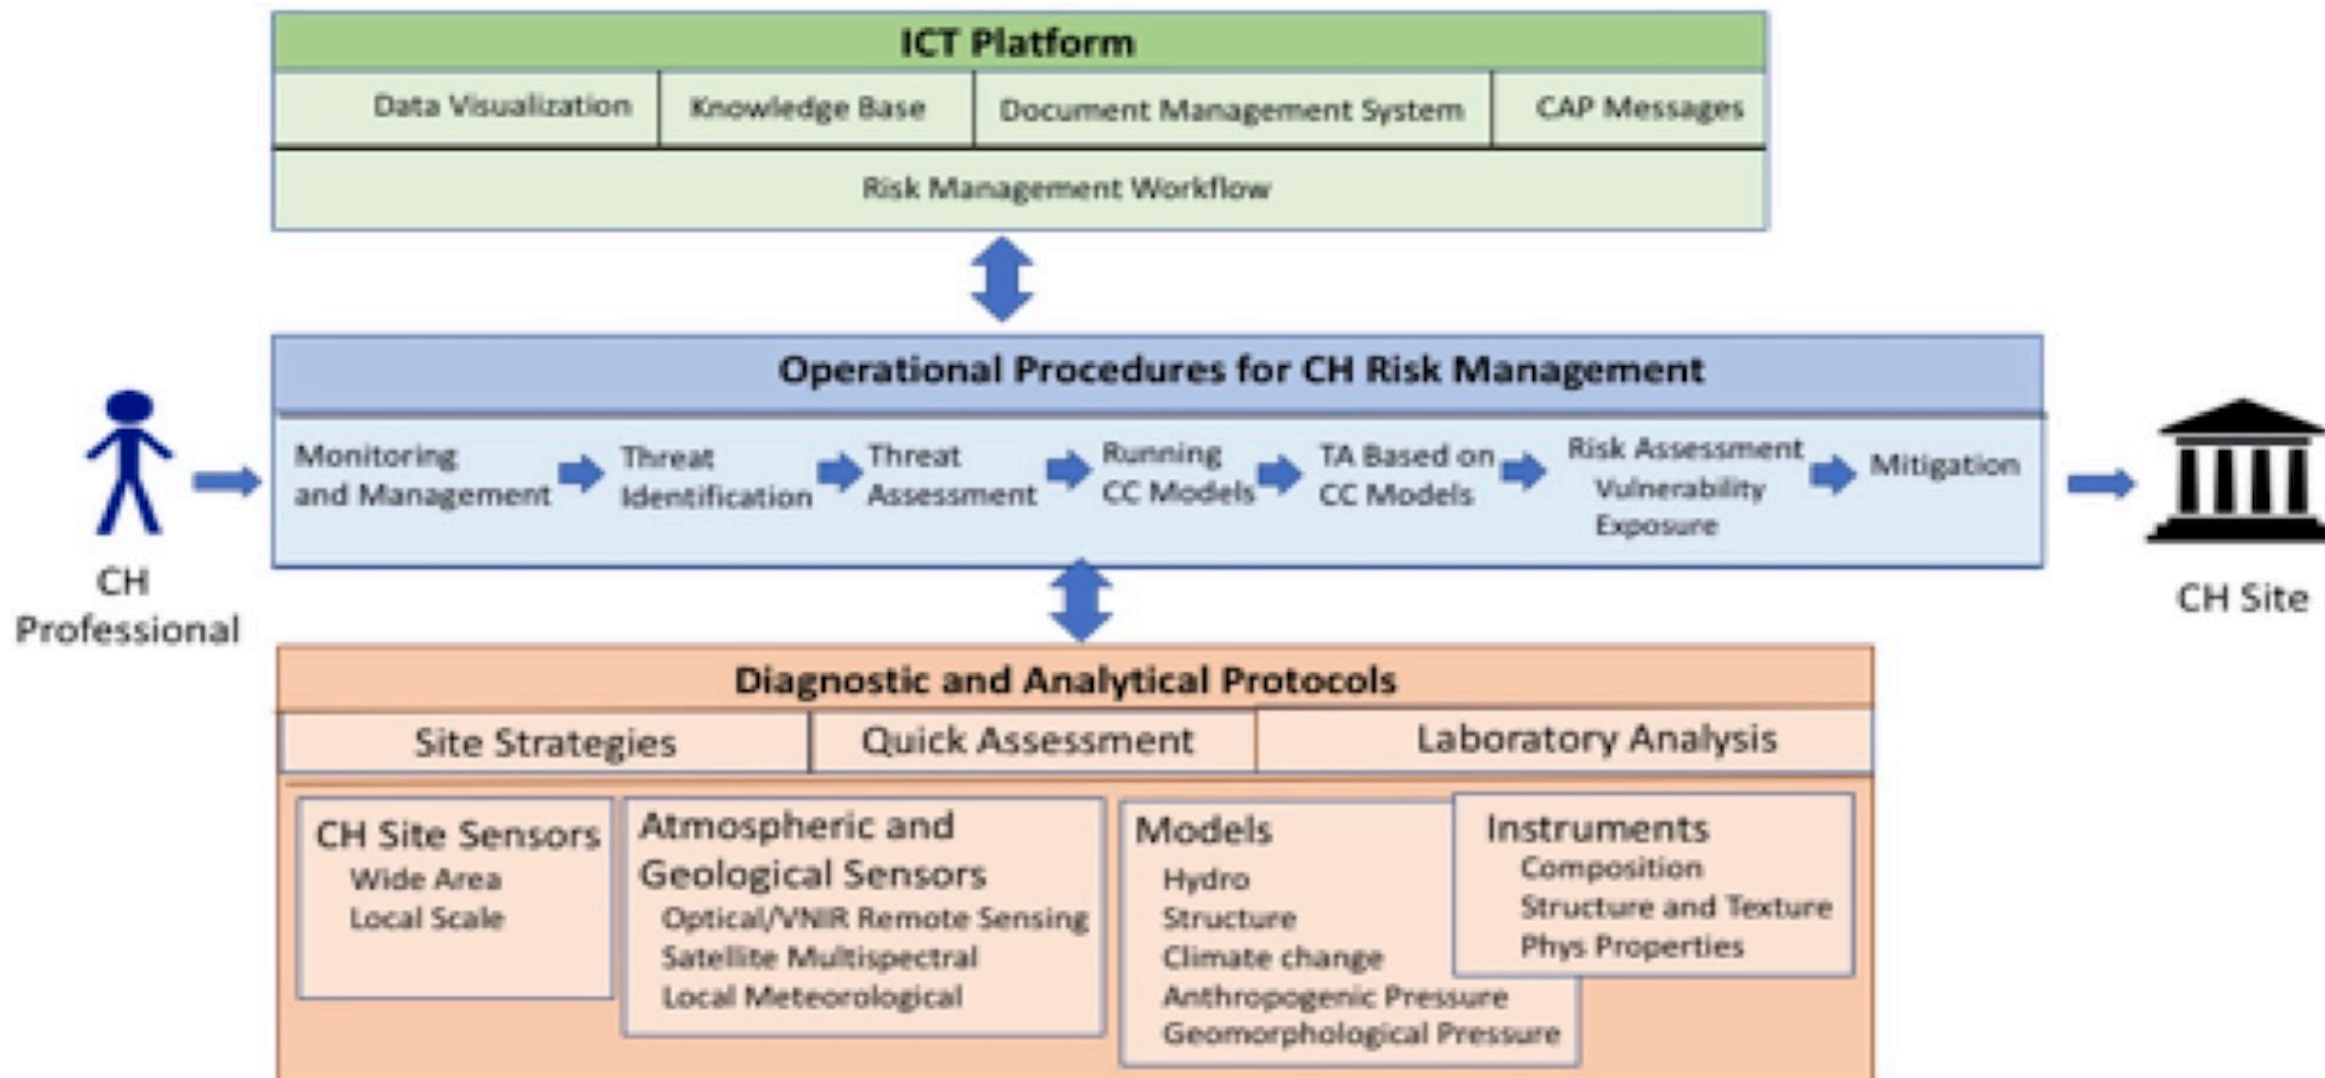 ICT Platform
Data Visualization
Knowledge Base
Document Management System
CAP Messages
Risk Management Workflow
Operational Procedures for CH Risk Management
CH
Professional
Monitoring
and Management
Threat
Identification
Threat
Assessment
Running
CC Models
TA Based on
CC Models
Risk Assessment
Vulnerability
Exposure
Mitigation
CH Site
Diagnostic and Analytical Protocols
Site Strategies
Quick Assessment
Laboratory Analysis
CH Site Sensors
Wide Area
Local Scale
Atmospheric and
Geological Sensors
Optical/VNIR Remote Sensing
Satellite Multispectral
Local Meteorological
Models
Hydro
Structure
Climate change
Anthropogenic Pressure
Geomorphological Pressure
Instruments
Composition
Structure and Texture
Phys Properties